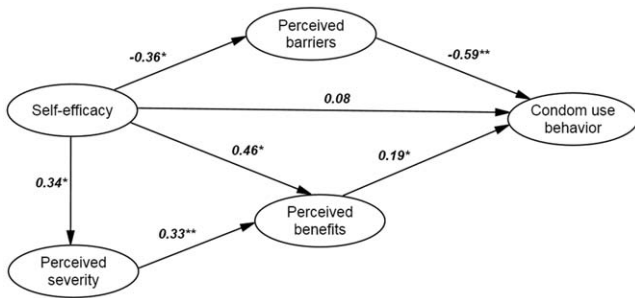 Perceived
barriers
-0.36*
-0.59**
Self-efficacy
0.08
Condom use
behavior
0.46*
0.19*
0.34*
Perceived
benefits
0.33**
Perceived
severity